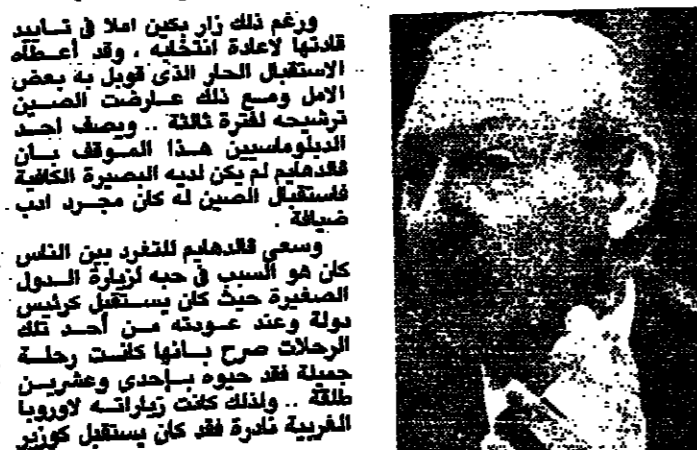 ورغم ذلك زار بكين املا في تأييد
قادتها لاعادة انتخابه ، وقد أعطاه
الاستقبال الحار الذى قوبل به بعض
الامل ومع ذلك عارضت الصين
ترشيحه لفترة ثالثة .. ويصف احد
الدبلوماسيين هذا الموقف بان
فالدهايم لم يكن لديه البصيرة الكافية
فاستقبال الصين له كان مجرد ادب
ضيافة .
وسعى فالدهايم للتفرد بين الناس
كان هو السبب في حبه لزيارة الدول
الصغيرة حيث كان يستقبل كرئيس
دولة وعند عودته من أحد تلك
الرحلات صرح بانها كانت رحلة
جميلة فقد حيوه بإحدى وعشرين
طلقة .. ولذلك كانت زياراته لاوروبا
الغربية نادرة فقد كان يستقبل كوزير